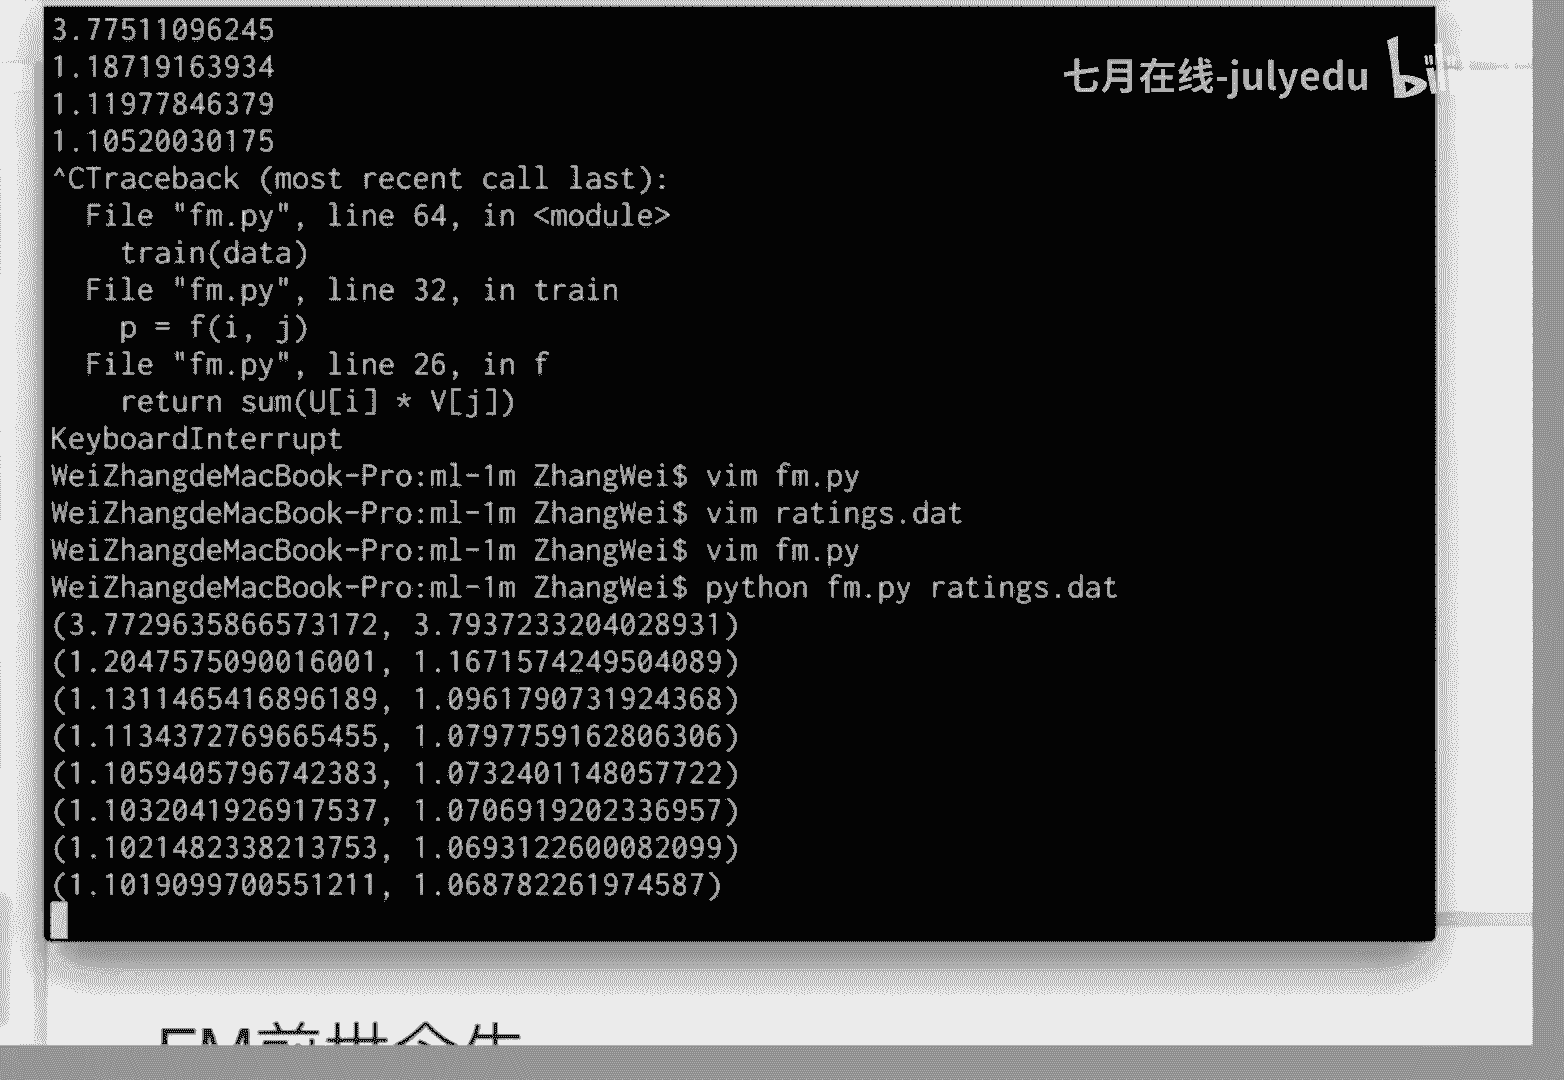 3.77511096245
1.18719163934
1.11977846379
1.10520030175
^CTraceback (most recent call last):
  File "fm.py", line 64, in <module>
    train(data)
  File "fm.py", line 32, in train
    p = f(i, j)
  File "fm.py", line 26, in f
    return sum(U[i] * V[j])
KeyboardInterrupt
WeiZhangdeMacBook-Pro:ml-1m ZhangWei$ vim fm.py
WeiZhangdeMacBook-Pro:ml-1m ZhangWei$ vim ratings.dat
WeiZhangdeMacBook-Pro:ml-1m ZhangWei$ vim fm.py
WeiZhangdeMacBook-Pro:ml-1m ZhangWei$ python fm.py ratings.dat
(3.7729635866573172, 3.7937233204028931)
(1.2047575090016001, 1.1671574249504089)
(1.1311465416896189, 1.0961790731924368)
(1.1134372769665455, 1.0797759162806306)
(1.1059405796742383, 1.0732401148057722)
(1.1032041926917537, 1.0706919202336957)
(1.1021482338213753, 1.0693122600082099)
(1.1019099700551211, 1.068782261974587)
七月在线-julyedu